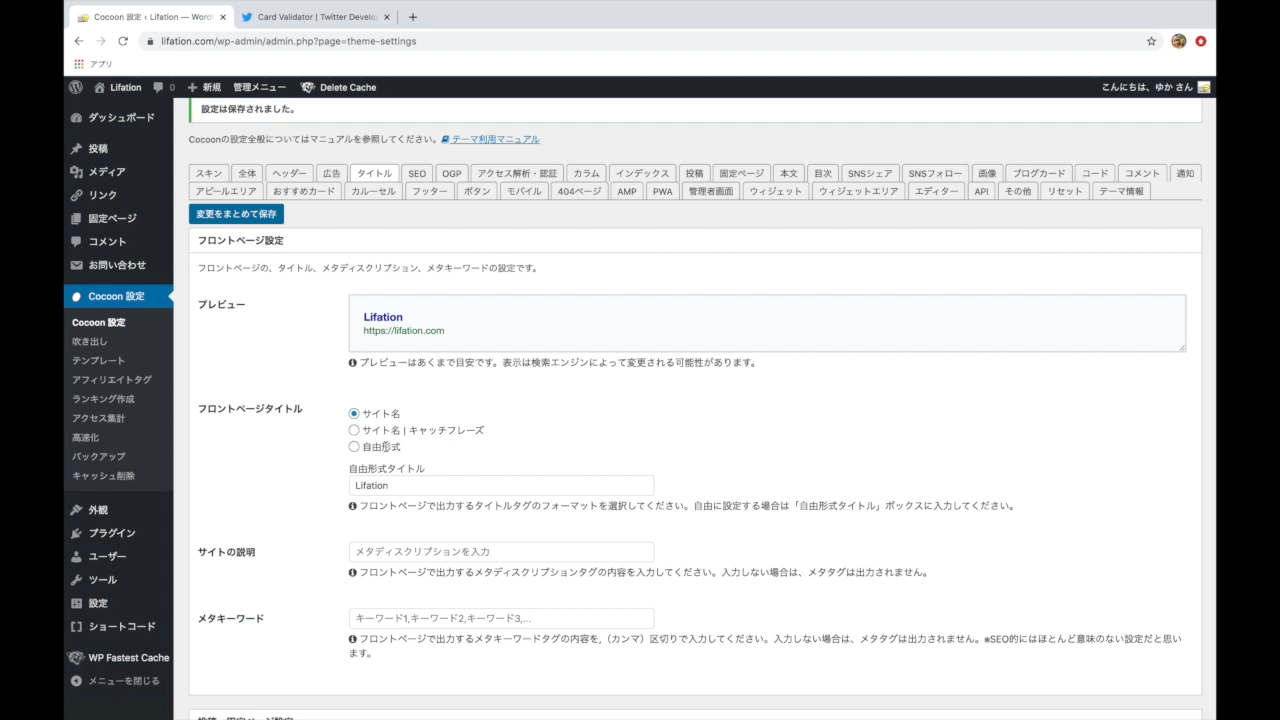 Cocoon 設定 ‹ Lifation — Word
Card Validator | Twitter Develo
lifation.com/wp-admin/admin.php?page=theme-settings
アプリ
Lifation 0 新規 管理メニュー Delete Cache こんにちは、ゆか さん
ダッシュボード
投稿
メディア
リンク
固定ページ
コメント
お問い合わせ
Cocoon 設定
Cocoon 設定
吹き出し
テンプレート
アフィリエイトタグ
ランキング作成
アクセス集計
高速化
バックアップ
キャッシュ削除
外観
プラグイン
ユーザー
ツール
設定
ショートコード
WP Fastest Cache
メニューを閉じる
設定は保存されました。
Cocoonの設定全般についてはマニュアルを参照してください。 テーマ利用マニュアル
スキン 全体 ヘッダー 広告 タイトル SEO OGP アクセス解析・認証 カラム インデックス 投稿 固定ページ 本文 目次 SNSシェア SNSフォロー 画像 ブログカード コード コメント 通知
アピールエリア おすすめカード カルーセル フッター ボタン モバイル 404ページ AMP PWA 管理者画面 ウィジェット ウィジェットエリア エディター API その他 リセット テーマ情報
変更をまとめて保存
フロントページ設定
フロントページの、タイトル、メタディスクリプション、メタキーワードの設定です。
プレビュー
Lifation
https://lifation.com
プレビューはあくまで目安です。表示は検索エンジンによって変更される可能性があります。
フロントページタイトル
サイト名
サイト名 | キャッチフレーズ
自由形式
自由形式タイトル
Lifation
フロントページで出力するタイトルタグのフォーマットを選択してください。自由に設定する場合は「自由形式タイトル」ボックスに入力してください。
サイトの説明
メタディスクリプションを入力
フロントページで出力するメタディスクリプションタグの内容を入力してください。入力しない場合は、メタタグは出力されません。
メタキーワード
キーワード1,キーワード2,キーワード3,...
フロントページで出力するメタキーワードタグの内容を,（カンマ）区切りで入力してください。入力しない場合は、メタタグは出力されません。※SEO的にはほとんど意味のない設定だと思い
ます。